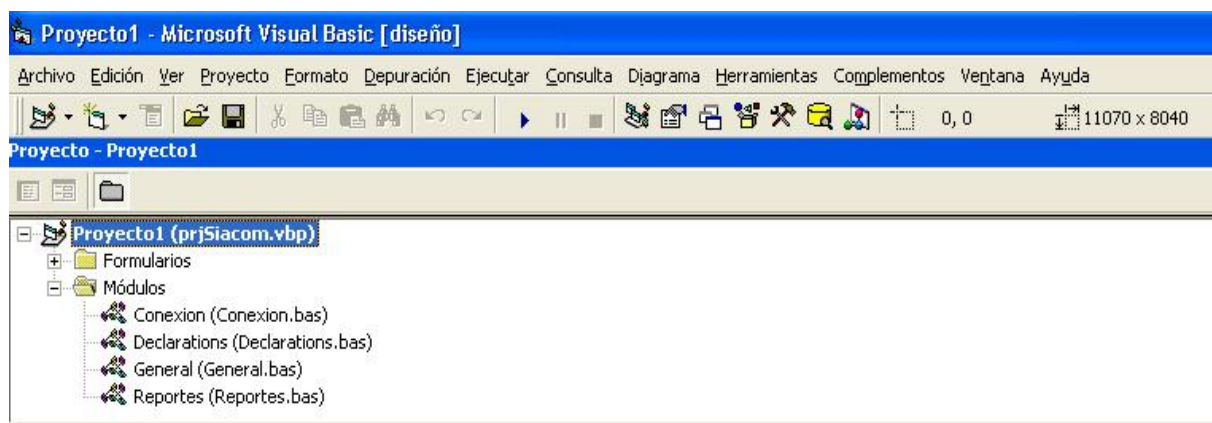 Proyecto1 - Microsoft Visual Basic [diseño]
Archivo Edición Ver Proyecto Formato Depuración Ejecutar Consulta Diagrama Herramientas Complementos Ventana Ayuda
0, 0 11070 x 8040
Proyecto - Proyecto1
Proyecto1 (prjSiacom.vbp)
Formularios
Módulos
Conexion (Conexion.bas)
Declarations (Declarations.bas)
General (General.bas)
Reportes (Reportes.bas)